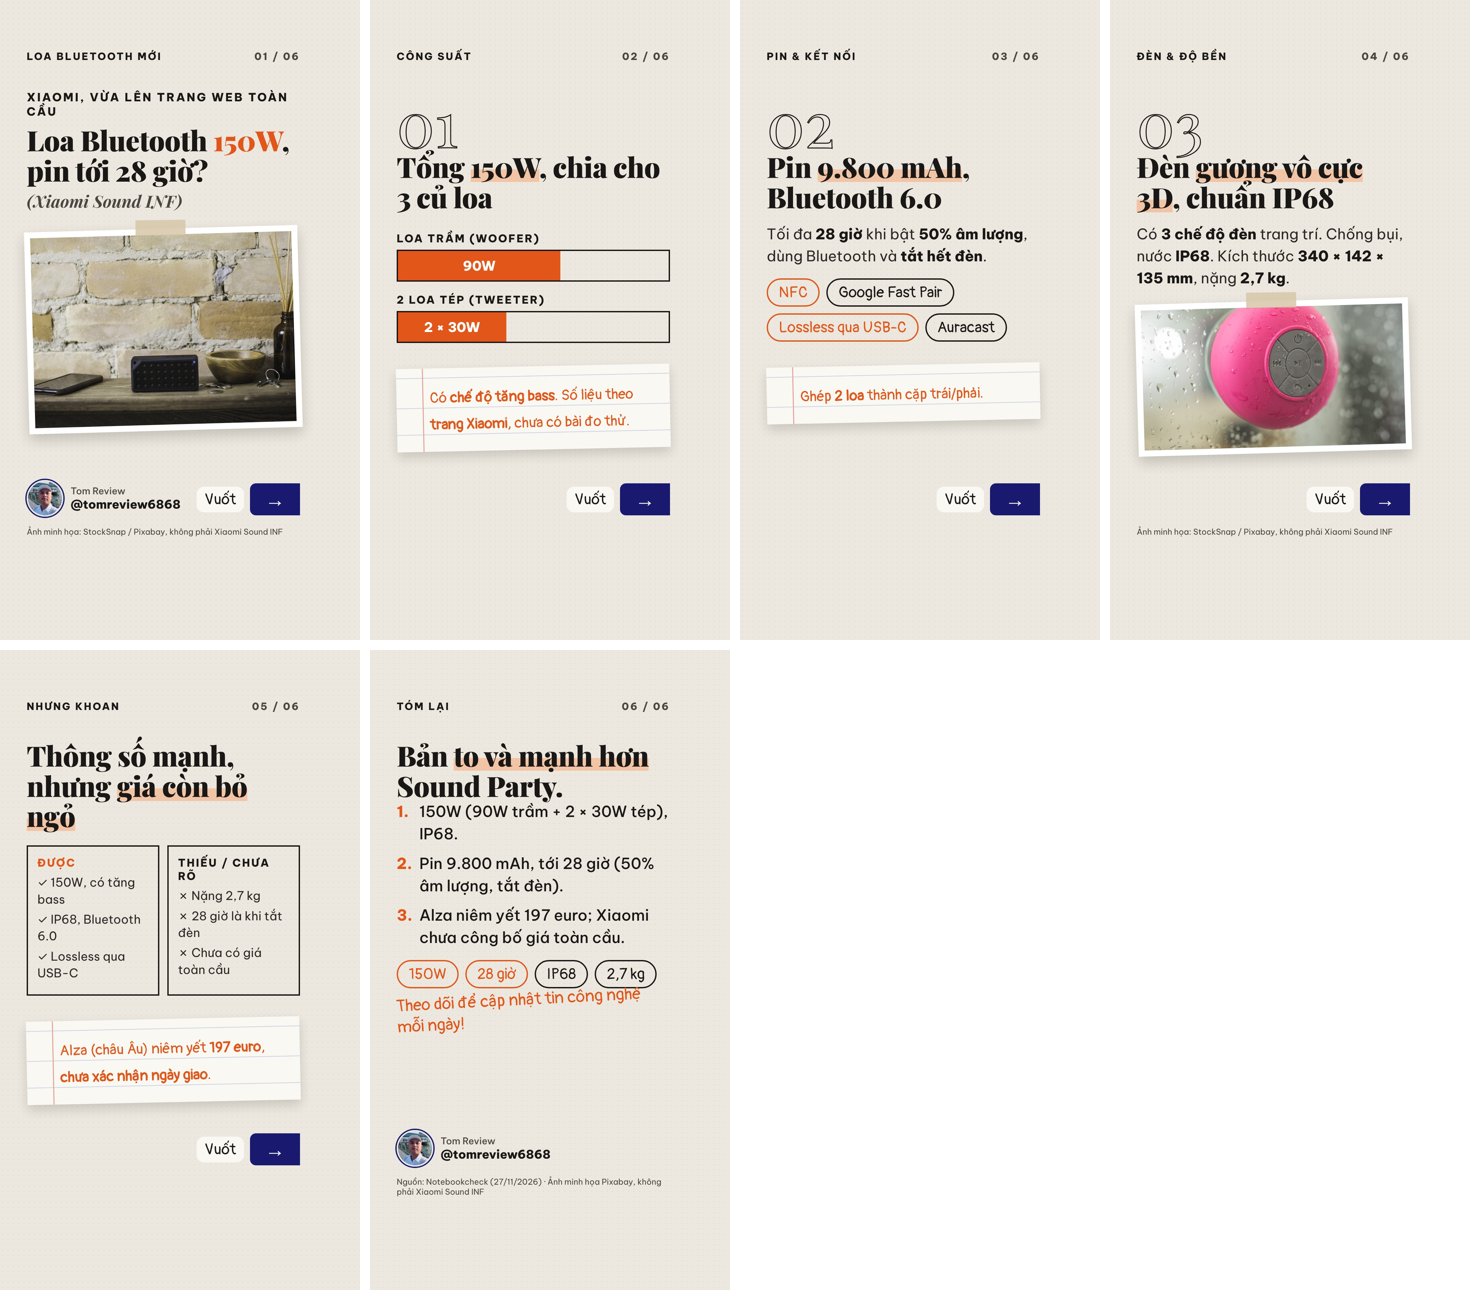 LOA BLUETOOTH MỚI
01 / 06
XIAOMI, VỪA LÊN TRANG WEB TOÀN
CẦU
Loa Bluetooth 150W,
pin tới 28 giờ?
(Xiaomi Sound INF)
Tom Review
@tomreview6868
Vuốt →
Ảnh minh họa: StockSnap / Pixabay, không phải Xiaomi Sound INF
CÔNG SUẤT
02 / 06
01
Tổng 150W, chia cho
3 củ loa
LOA TRẦM (WOOFER)
90W
2 LOA TÉP (TWEETER)
2 × 30W
Có chế độ tăng bass. Số liệu theo
trang Xiaomi, chưa có bài đo thử.
Vuốt →
PIN & KẾT NỐI
03 / 06
02
Pin 9.800 mAh,
Bluetooth 6.0
Tối đa 28 giờ khi bật 50% âm lượng,
dùng Bluetooth và tắt hết đèn.
NFC
Google Fast Pair
Lossless qua USB-C
Auracast
Ghép 2 loa thành cặp trái/phải.
Vuốt →
ĐÈN & ĐỘ BỀN
04 / 06
03
Đèn gương vô cực
3D, chuẩn IP68
Có 3 chế độ đèn trang trí. Chống bụi,
nước IP68. Kích thước 340 × 142 ×
135 mm, nặng 2,7 kg.
Vuốt →
Ảnh minh họa: StockSnap / Pixabay, không phải Xiaomi Sound INF
NHƯNG KHOAN
05 / 06
Thông số mạnh,
nhưng giá còn bỏ
ngỏ
ĐƯỢC
✓ 150W, có tăng
bass
✓ IP68, Bluetooth
6.0
✓ Lossless qua
USB-C
THIẾU / CHƯA
RÕ
× Nặng 2,7 kg
× 28 giờ là khi tắt
đèn
× Chưa có giá
toàn cầu
Alza (châu Âu) niêm yết 197 euro,
chưa xác nhận ngày giao.
Vuốt →
TÓM LẠI
06 / 06
Bản to và mạnh hơn
Sound Party.
1. 150W (90W trầm + 2 × 30W tép),
IP68.
2. Pin 9.800 mAh, tới 28 giờ (50%
âm lượng, tắt đèn).
3. Alza niêm yết 197 euro; Xiaomi
chưa công bố giá toàn cầu.
150W
28 giờ
IP68
2,7 kg
Theo dõi để cập nhật tin công nghệ
mỗi ngày!
Tom Review
@tomreview6868
Nguồn: Notebookcheck (27/11/2026) · Ảnh minh họa Pixabay, không
phải Xiaomi Sound INF